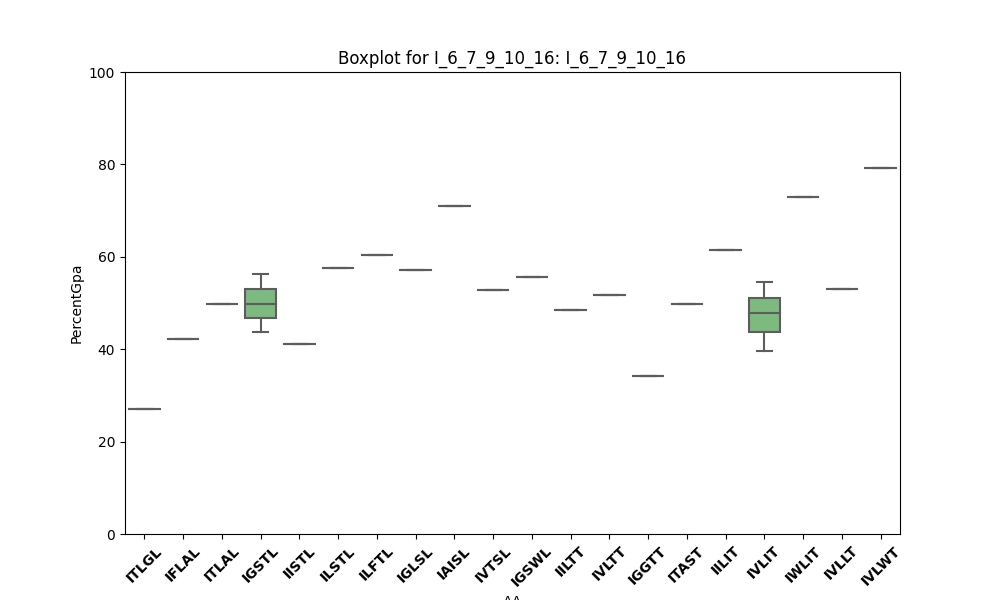 Boxplot for I_6_7_9_10_16: I_6_7_9_10_16
PercentGpa
100
80
60
40
20
0
ITLGL
IFLAL
ITLAL
IGSTL
IISTL
ILSTL
ILFTL
IGLSL
IAISL
IVTSL
IGSWL
IILTT
IVLTT
IGGTT
ITAST
IILIT
IVLIT
IWLIT
IVLLT
IVLWT